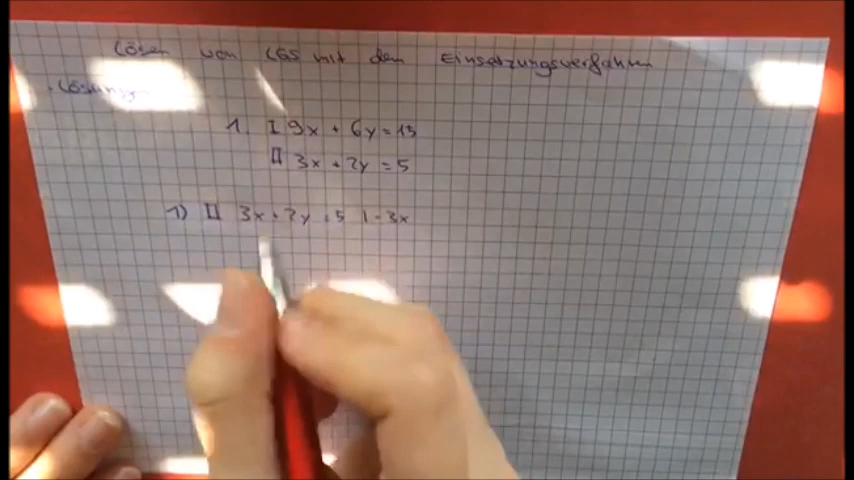 Lösen von LGS mit dem Einsetzungsverfahren
Lösungen
1. I 9x + 6y = 13
II 3x + 2y = 5
1) II 3x + 2y = 5 | - 3x